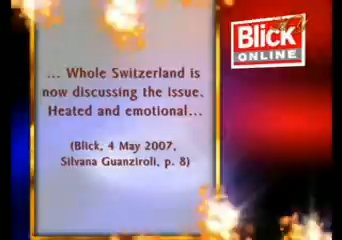 Blick
ONLINE
... Whole Switzerland is
now discussing the issue.
Heated and emotional...
(Blick, 4 May 2007,
Silvana Guanziroli, p. 8)